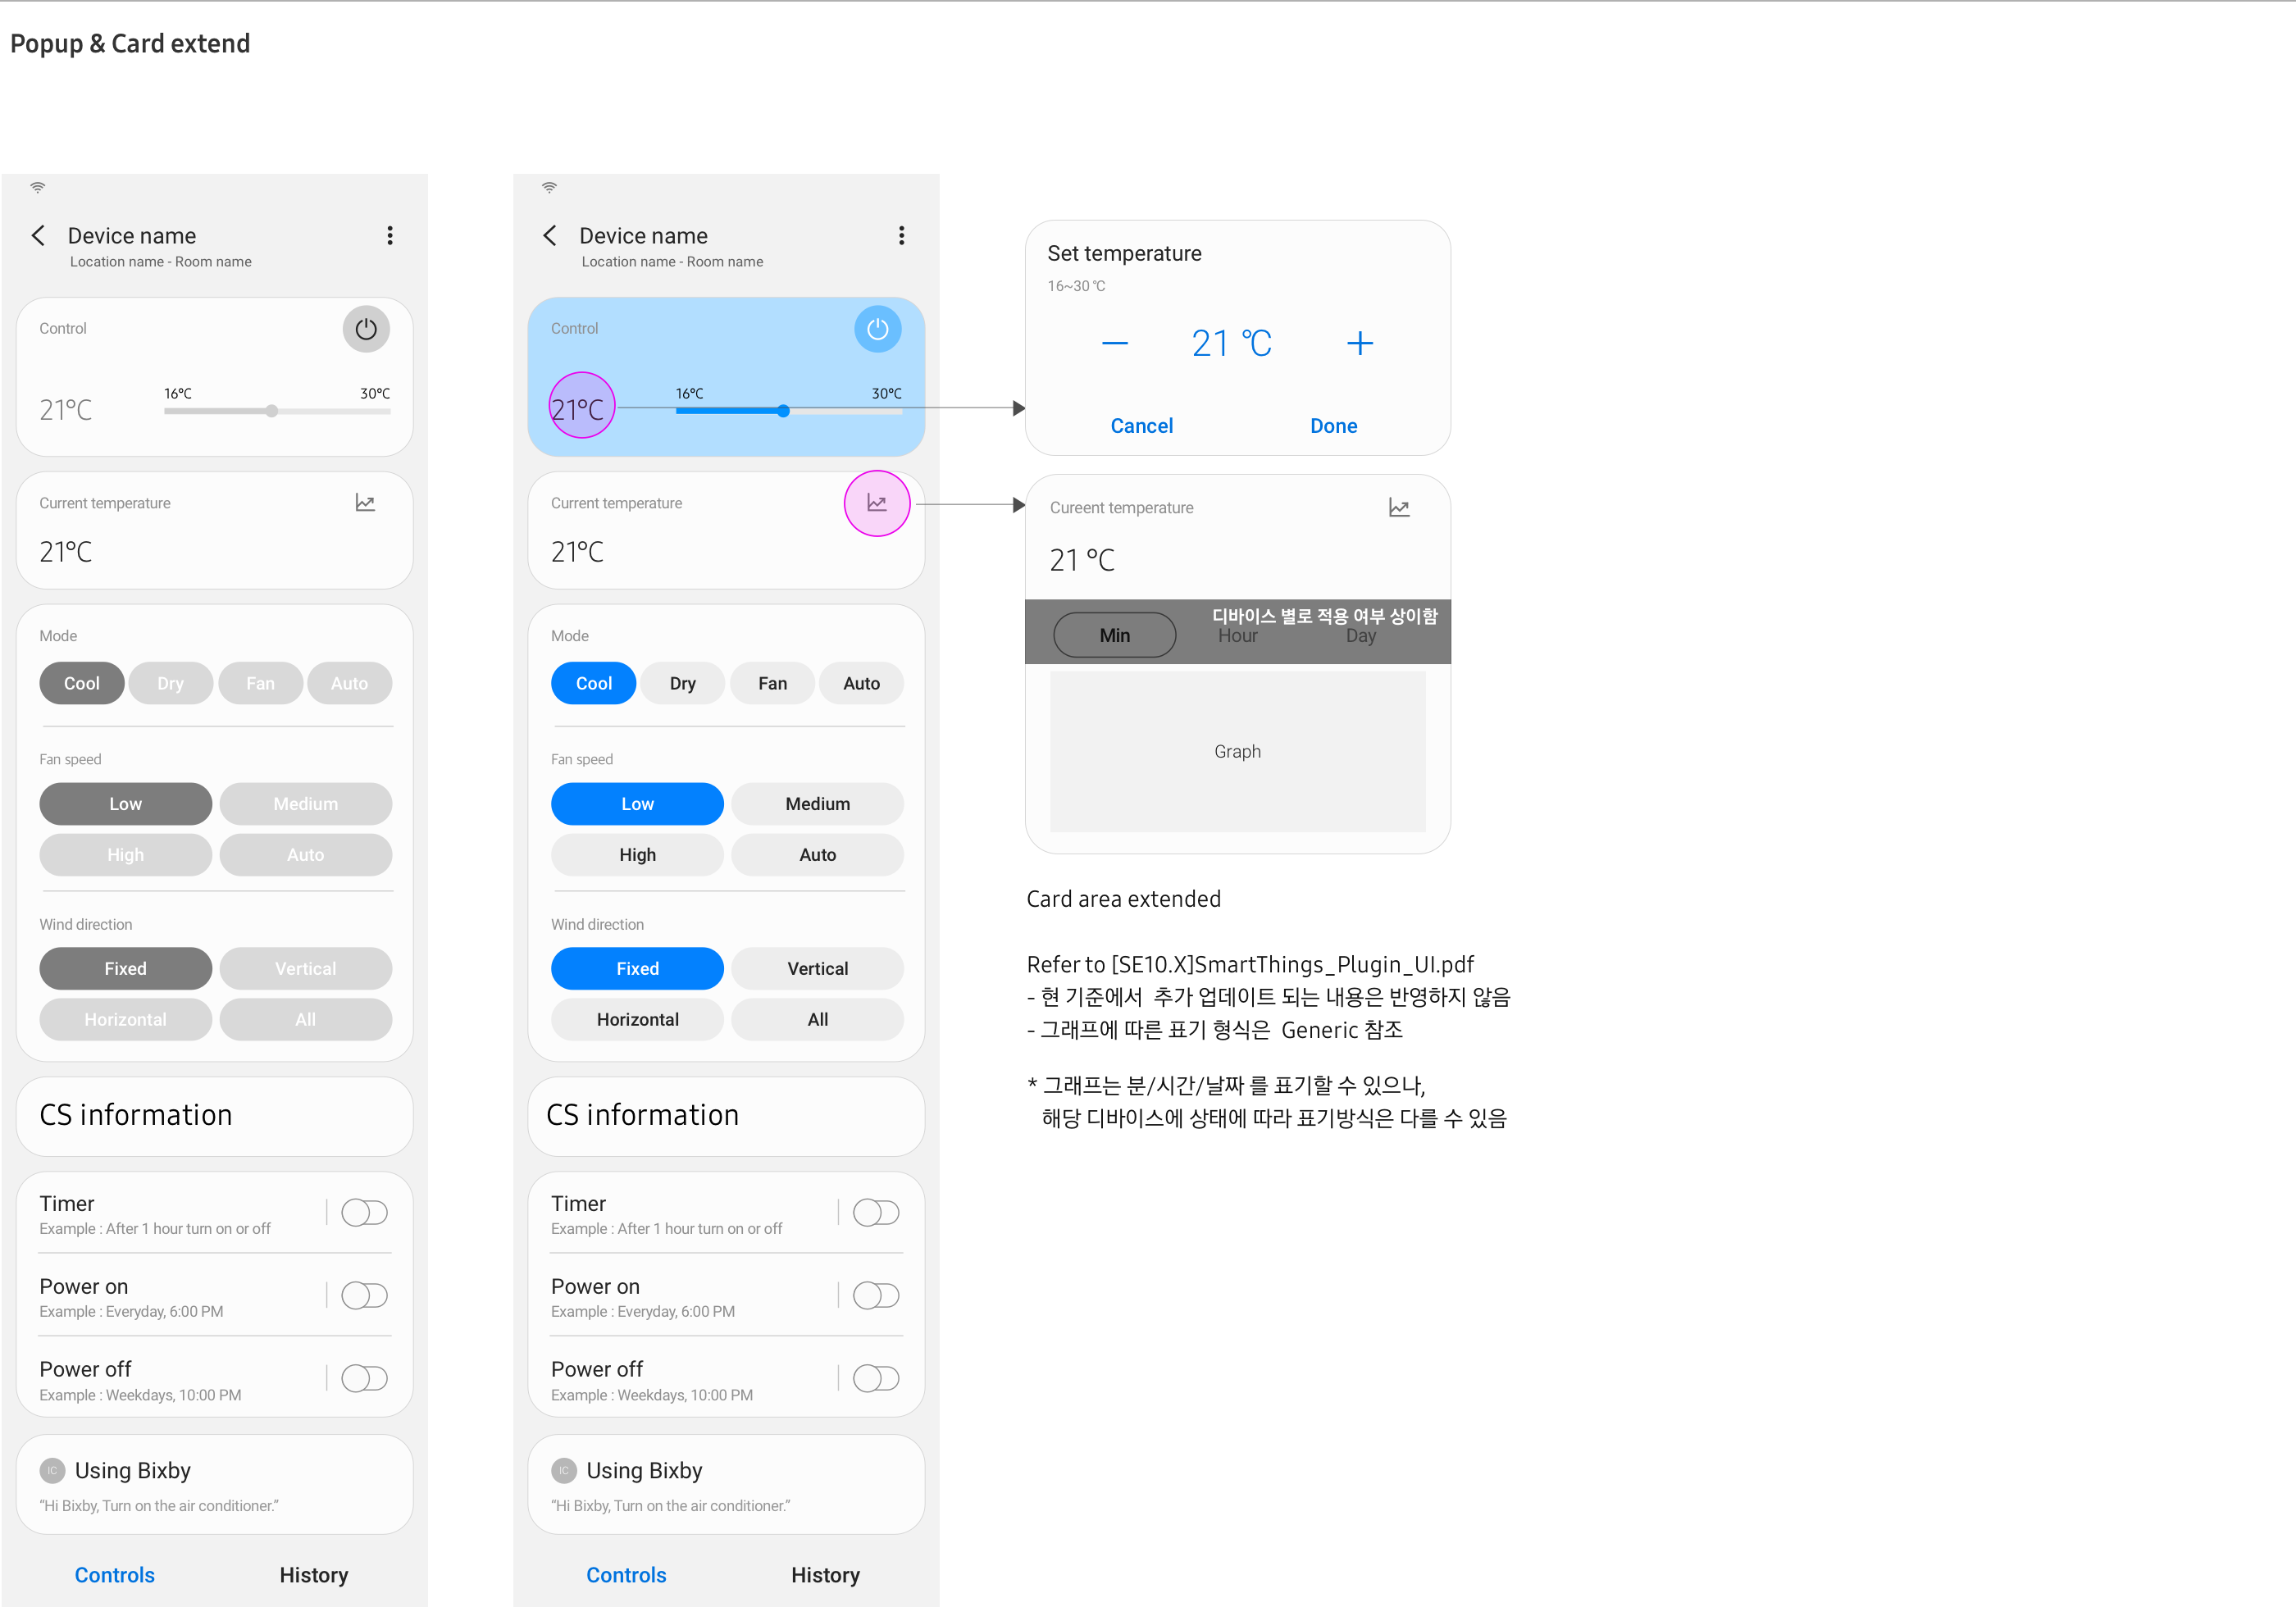 Popup & Card extend
Device name
Location name - Room name
Control
21°C
16°C
30°C
Current temperature
21°C
Mode
Cool
Dry
Fan
Auto
Fan speed
Low
Medium
High
Auto
Wind direction
Fixed
Vertical
Horizontal
All
CS information
Timer
Example : After 1 hour turn on or off
Power on
Example : Everyday, 6:00 PM
Power off
Example : Weekdays, 10:00 PM
IC
Using Bixby
“Hi Bixby, Turn on the air conditioner.”
Controls
History
Device name
Location name - Room name
Control
21°C
16°C
30°C
Current temperature
21°C
Mode
Cool
Dry
Fan
Auto
Fan speed
Low
Medium
High
Auto
Wind direction
Fixed
Vertical
Horizontal
All
CS information
Timer
Example : After 1 hour turn on or off
Power on
Example : Everyday, 6:00 PM
Power off
Example : Weekdays, 10:00 PM
IC
Using Bixby
“Hi Bixby, Turn on the air conditioner.”
Controls
History
Set temperature
16~30 ℃
21 ℃
Cancel
Done
Cureent temperature
21 °C
디바이스 별로 적용 여부 상이함
Min
Hour
Day
Graph
Card area extended
Refer to [SE10.X]SmartThings_Plugin_UI.pdf
- 현 기준에서 추가 업데이트 되는 내용은 반영하지 않음
- 그래프에 따른 표기 형식은 Generic 참조
* 그래프는 분/시간/날짜 를 표기할 수 있으나,
해당 디바이스에 상태에 따라 표기방식은 다를 수 있음